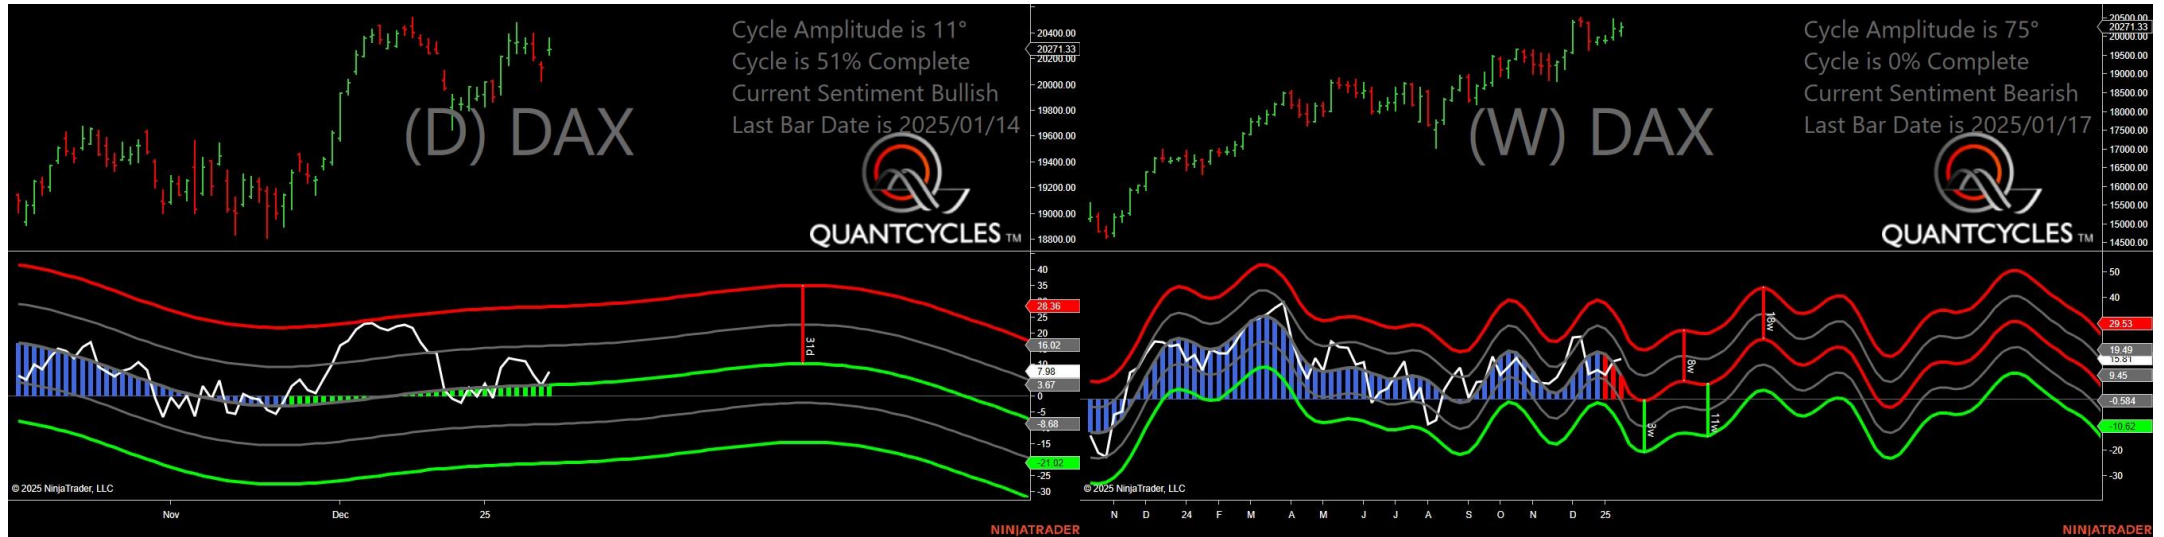 Cycle Amplitude is 11°
Cycle is 51% Complete
Current Sentiment Bullish
Last Bar Date is 2025/01/14
(D) DAX
QUANTCYCLES TM
20400.00
20271.33
20200.00
20000.00
19800.00
19600.00
19400.00
19200.00
19000.00
18800.00
40
35
28.36
25
20
16.02
7.98
3.67
0
-5
-8.68
-15
-21.02
-25
-30
31d
© 2025 NinjaTrader, LLC
Nov
Dec
25
NINJATRADER
Cycle Amplitude is 75°
Cycle is 0% Complete
Current Sentiment Bearish
Last Bar Date is 2025/01/17
(W) DAX
QUANTCYCLES TM
20500.00
20271.33
20000.00
19500.00
19000.00
18500.00
18000.00
17500.00
17000.00
16500.00
16000.00
15500.00
15000.00
14500.00
50
40
29.53
19.49
15.81
9.45
-0.584
-10.62
-20
-30
8w
11w
18w
© 2025 NinjaTrader, LLC
N
D
24
F
M
A
M
J
J
A
S
O
N
D
25
NINJATRADER